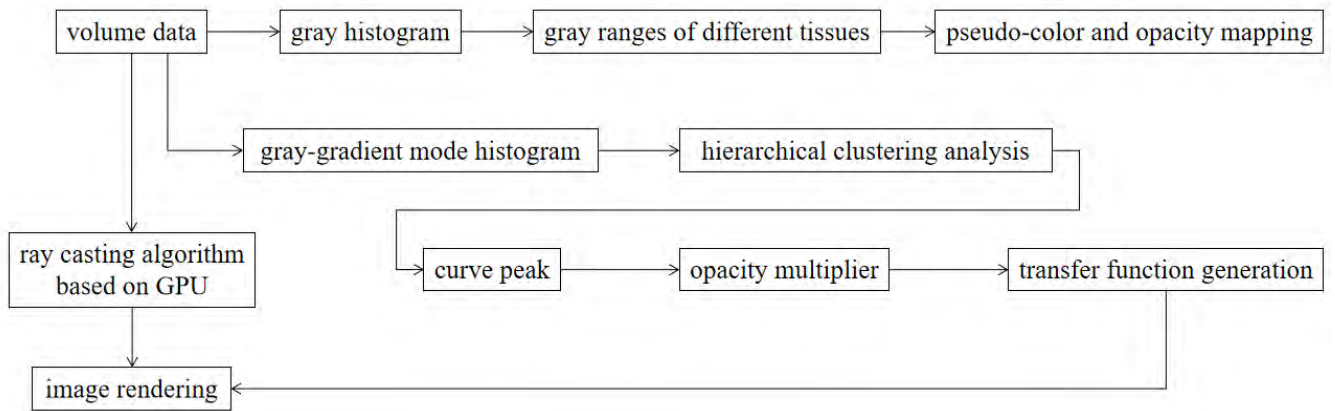 volume data
gray histogram
gray ranges of different tissues
pseudo-color and opacity mapping
gray-gradient mode histogram
hierarchical clustering analysis
ray casting algorithm
based on GPU
curve peak
opacity multiplier
transfer function generation
image rendering